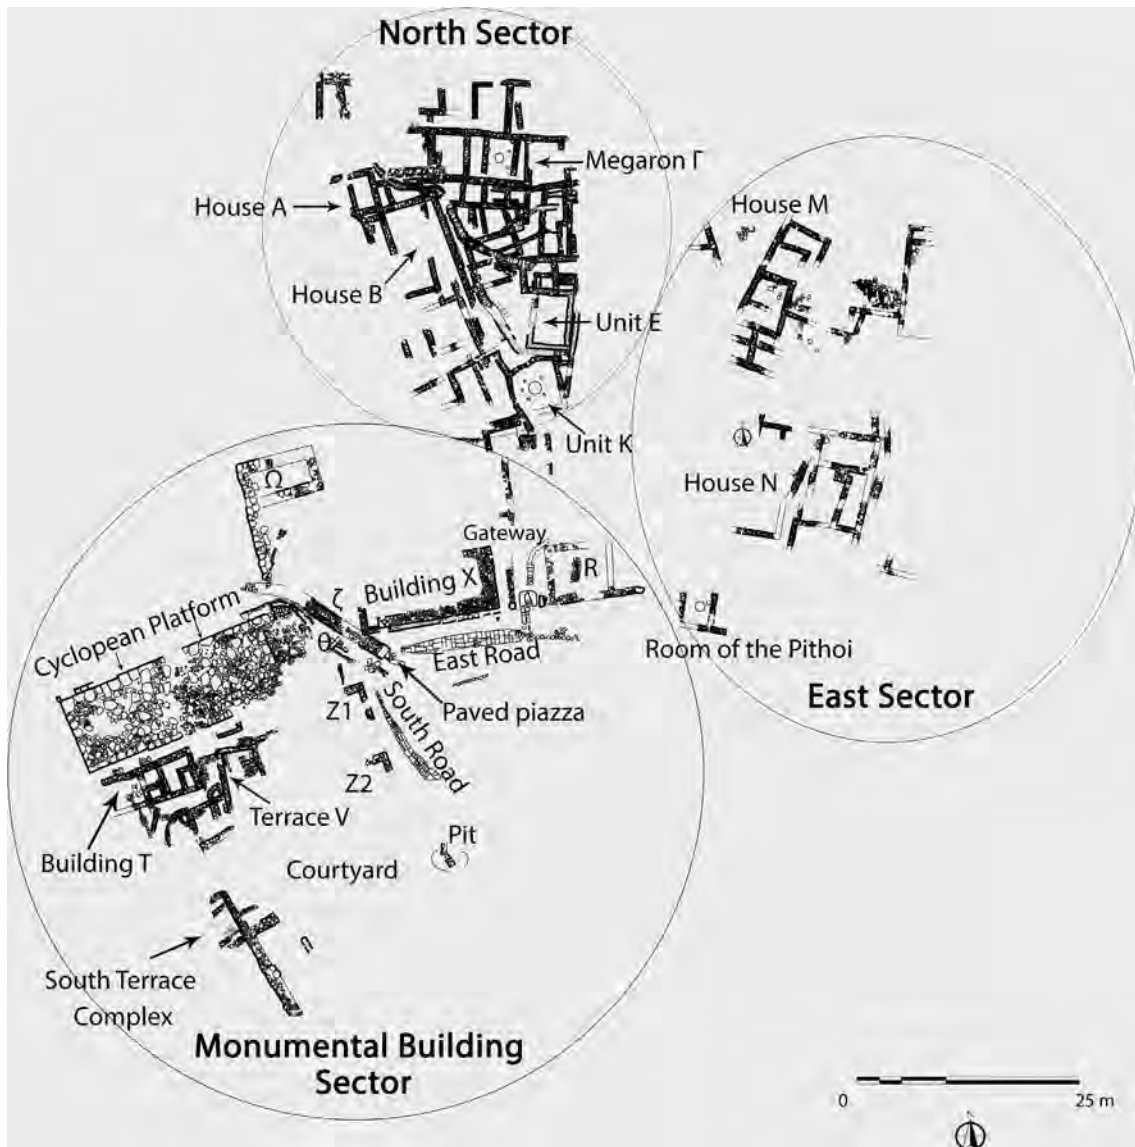 North Sector
Megaron Γ
House A
House M
House B
Unit E
Unit K
House N
Ω
Gateway
R
Building X
ζ
Cyclopean Platform
θ
East Road
Room of the Pithoi
East Sector
Z1
South Road
Paved piazza
Z2
Terrace V
Pit
Building T
Courtyard
South Terrace
Complex
Monumental Building
Sector
0 25 m
N